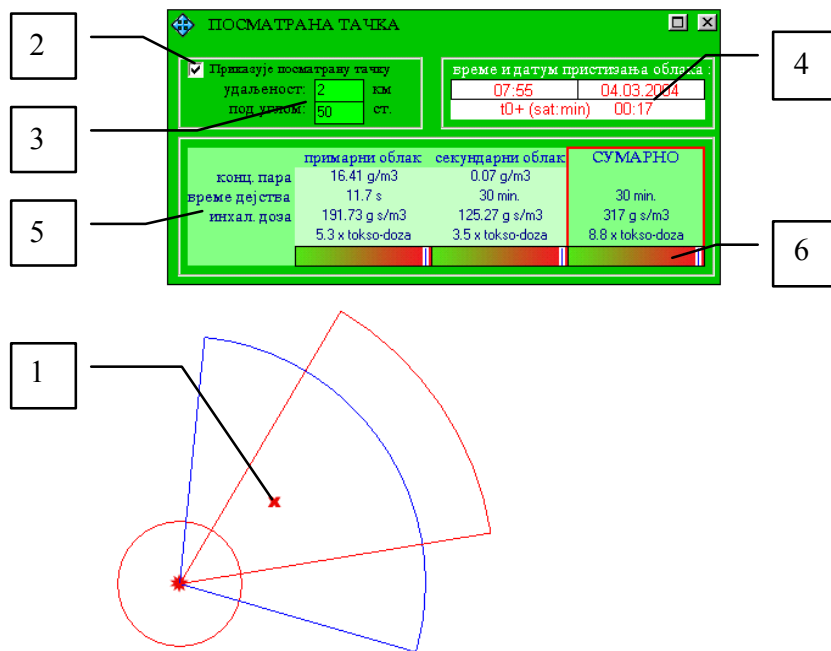 ПОСМАТРАНА ТАЧКА
2
Приказује посматрану тачку
удаљеност: 2 км
под углом: 50 ст.
3
време и датум пристизања облака :
07:55 04.03.2004
t0+ (sat:min) 00:17
4
примарни облак секундарни облак СУМАРНО
конц. пара 16.41 g/m3 0.07 g/m3
време дејства 11.7 s 30 min. 30 min.
инхал. доза 191.73 g s/m3 125.27 g s/m3 317 g s/m3
5.3 x tokso-doza 3.5 x tokso-doza 8.8 x tokso-doza
5
6
1